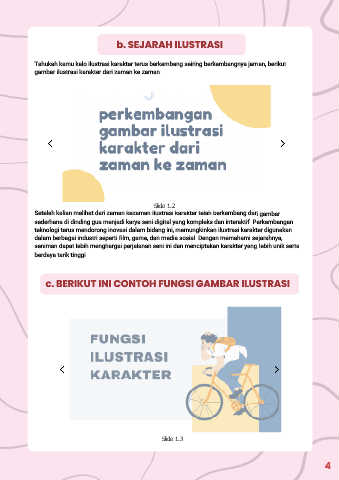 b. SEJARAH ILUSTRASI
Tahukah kamu kalo ilustrasi karakter terus berkembang seiring berkembangnya jaman, berikut
gambar ilustrasi karakter dari zaman ke zaman
perkembangan
gambar ilustrasi
karakter dari
zaman ke zaman
Slide 1.2
Setelah kalian melihat dari zaman kezaman ilustrasi karakter telah berkembang dari gambar
sederhana di dinding gua menjadi karya seni digital yang kompleks dan interaktif Perkembangan
teknologi terus mendorong inovasi dalam bidang ini, memungkinkan ilustrasi karakter digunakan
dalam berbagai industri seperti film, game, dan media sosial Dengan memahami sejarahnya,
seniman dapat lebih menghargai perjalanan seni ini dan menciptakan karakter yang lebih unik serta
berdaya tarik tinggi
c. BERIKUT INI CONTOH FUNGSI GAMBAR ILUSTRASI
FUNGSI
ILUSTRASI
KARAKTER
Slide 1.3
4